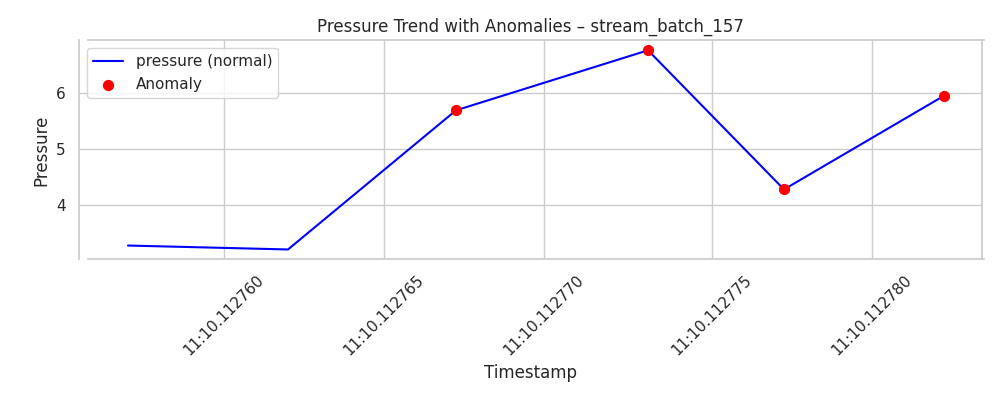 Pressure Trend with Anomalies – stream_batch_157
pressure (normal)
Anomaly
Pressure
6
5
4
11:10.112760
11:10.112765
11:10.112770
11:10.112775
11:10.112780
Timestamp